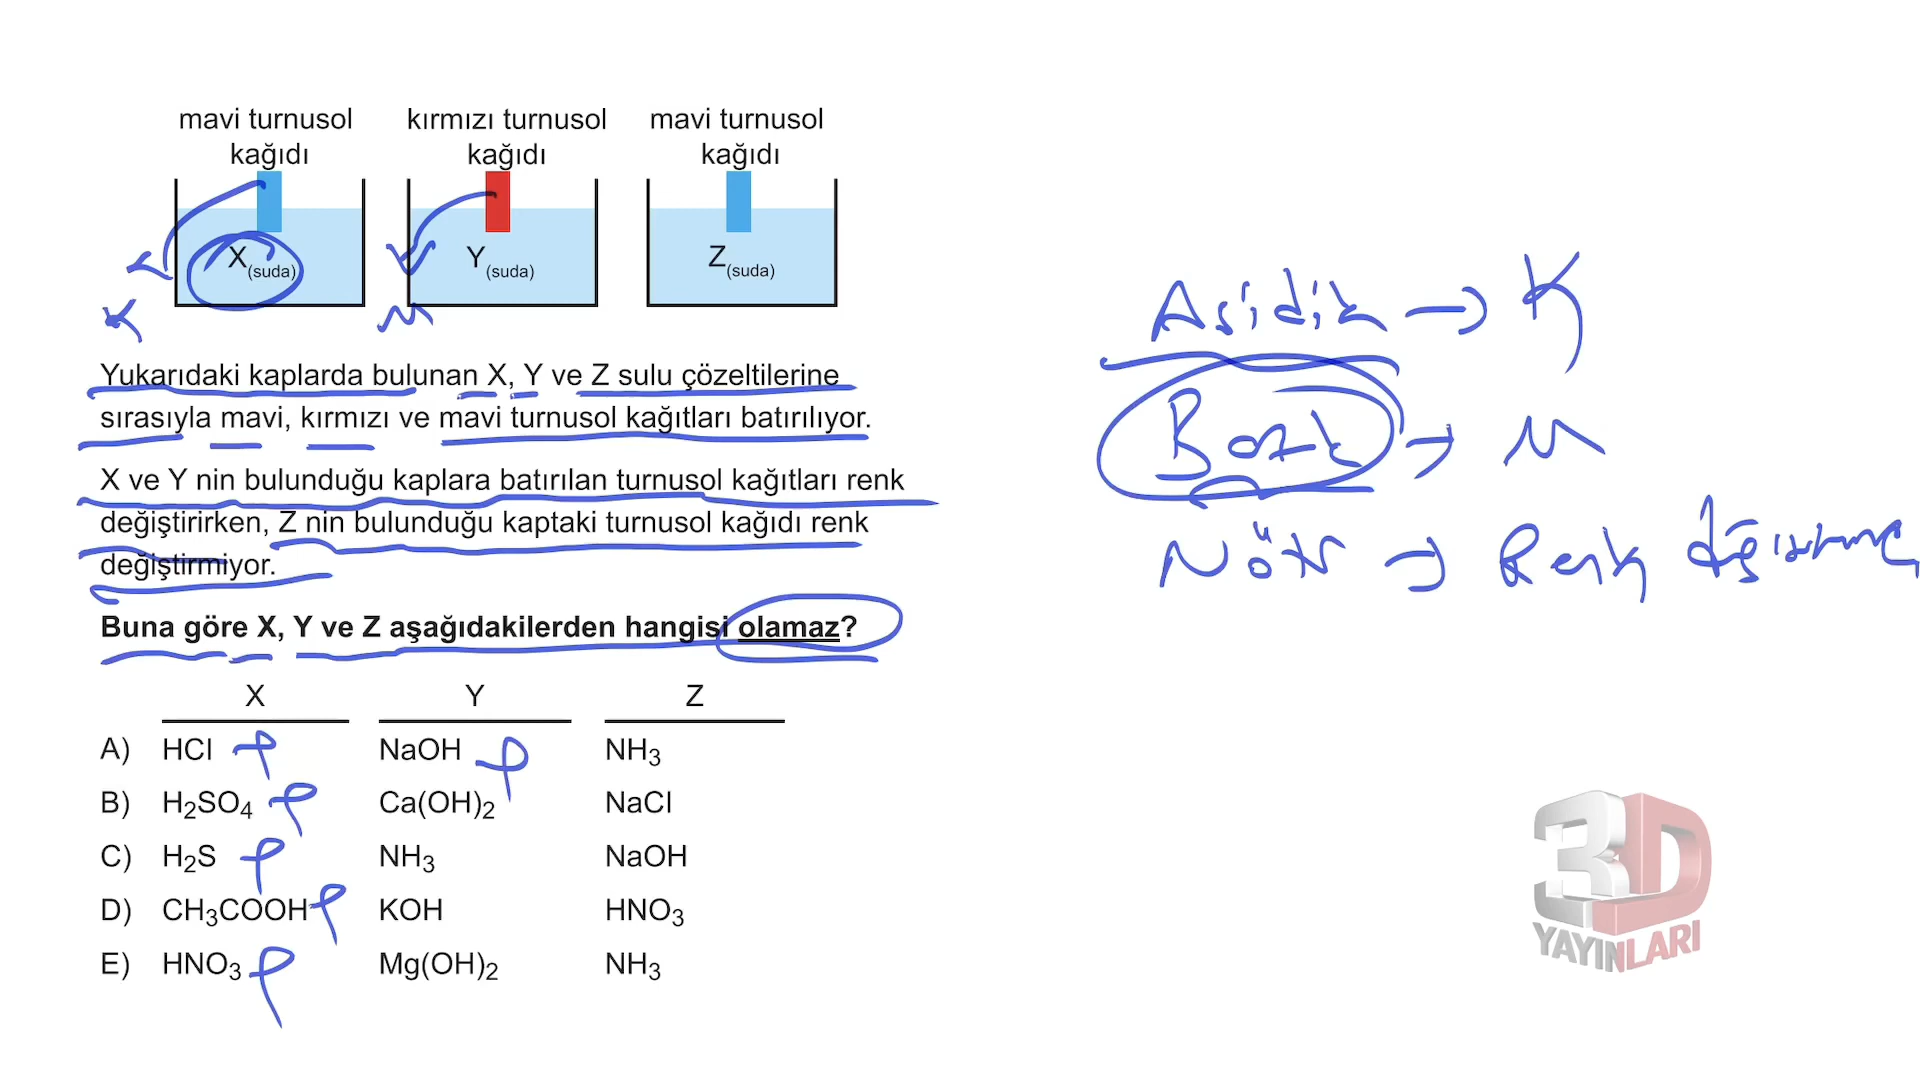 mavi turnusol kırmızı turnusol mavi turnusol
kağıdı kağıdı kağıdı
X(suda) Y(suda) Z(suda)
K M
Yukarıdaki kaplarda bulunan X, Y ve Z sulu çözeltilerine
sırasıyla mavi, kırmızı ve mavi turnusol kağıtları batırılıyor.
X ve Y nin bulunduğu kaplara batırılan turnusol kağıtları renk
değiştirirken, Z nin bulunduğu kaptaki turnusol kağıdı renk
değiştirmiyor.
Buna göre X, Y ve Z aşağıdakilerden hangisi olamaz?
X Y Z
A) HCl NaOH NH₃
B) H₂SO₄ Ca(OH)₂ NaCl
C) H₂S NH₃ NaOH
D) CH₃COOH KOH HNO₃
E) HNO₃ Mg(OH)₂ NH₃
Asidik → K
Bazik → M
Nötr → Renk
3D
YAYINLARI